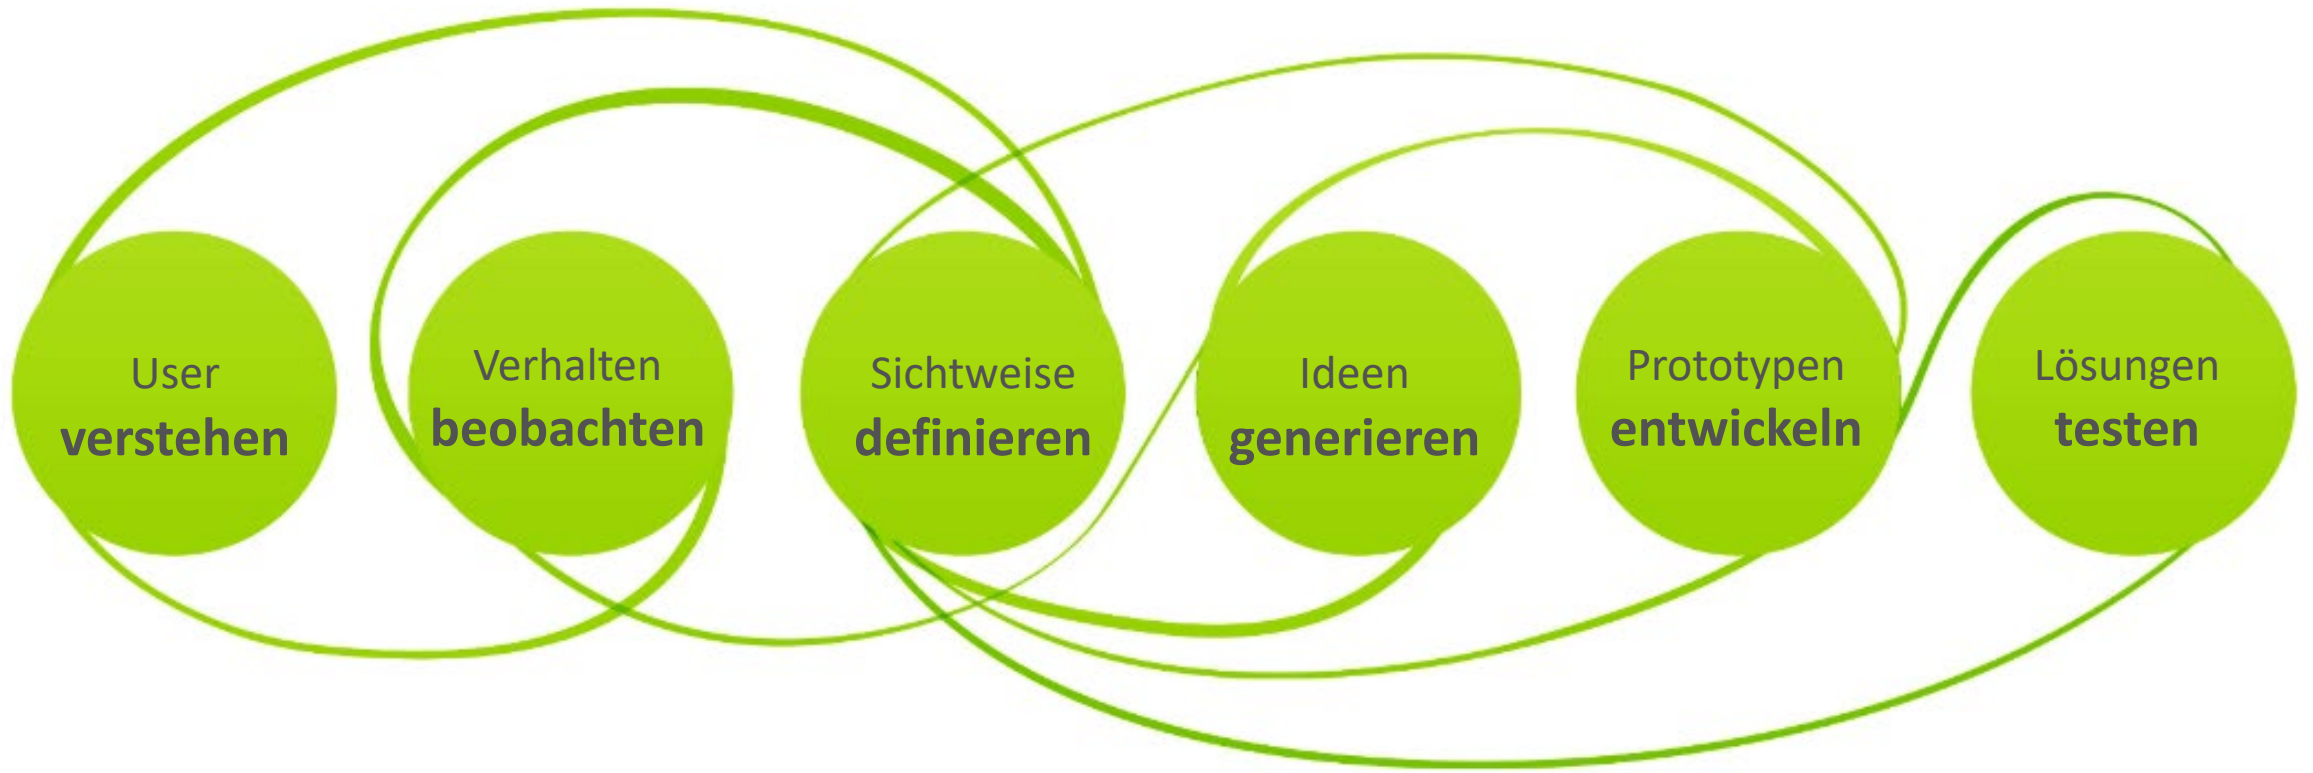 User
verstehen
Verhalten
beobachten
Sichtweise
definieren
Ideen
generieren
Prototypen
entwickeln
Lösungen
testen